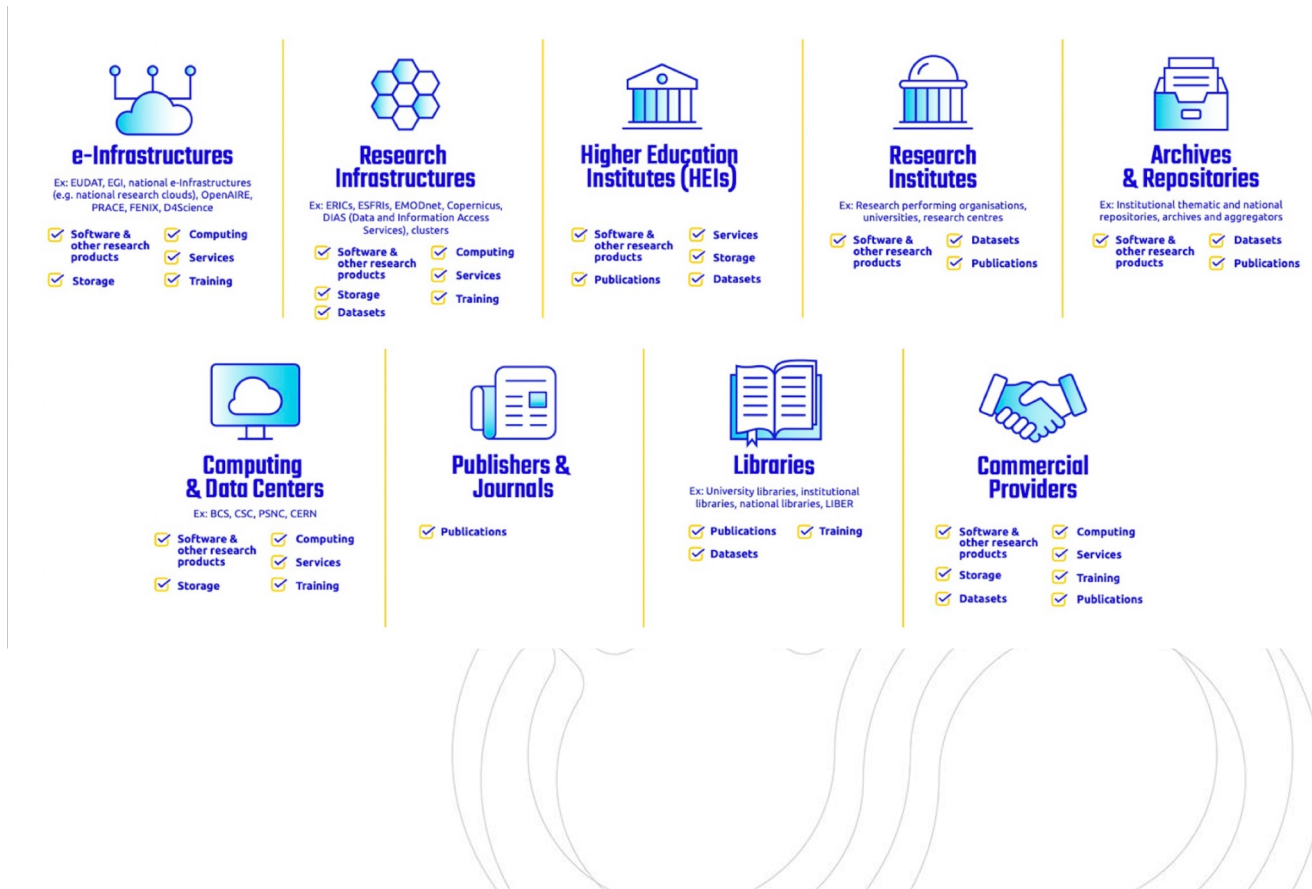 e-Infrastructures
Ex: EUDAT, EGI, national e-Infrastructures
(e.g. national research clouds), OpenAIRE,
PRACE, FENIX, D4Science
Software &
other research
products
Storage
Computing
Services
Training
Research
Infrastructures
Ex: ERICs, ESFRIs, EMODnet, Copernicus,
DIAS (Data and Information Access
Services), clusters
Software &
other research
products
Storage
Datasets
Computing
Services
Training
Higher Education
Institutes (HEIs)
Software &
other research
products
Publications
Services
Storage
Datasets
Research
Institutes
Ex: Research performing organisations,
universities, research centres
Software &
other research
products
Datasets
Publications
Archives
& Repositories
Ex: Institutional thematic and national
repositories, archives and aggregators
Software &
other research
products
Datasets
Publications
Computing
& Data Centers
Ex: BCS, CSC, PSNC, CERN
Software &
other research
products
Storage
Computing
Services
Training
Publishers &
Journals
Publications
Libraries
Ex: University libraries, institutional
libraries, national libraries, LIBER
Publications
Datasets
Training
Commercial
Providers
Software &
other research
products
Storage
Datasets
Computing
Services
Training
Publications